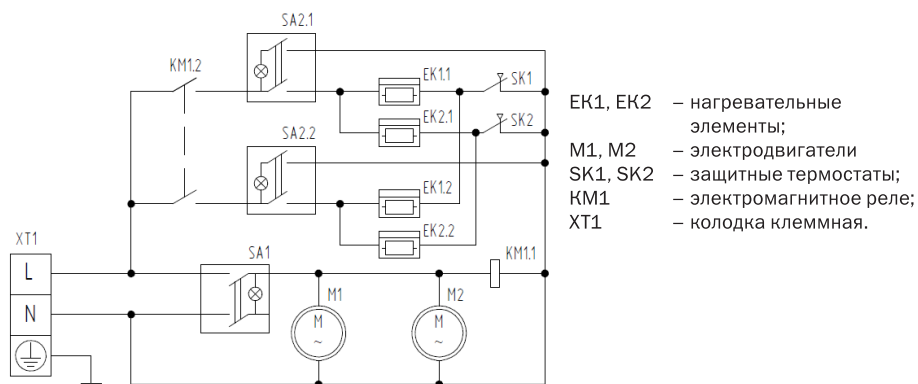 SA2.1
KM1.2
EK1.1
SK1
EK2.1
SK2
SA2.2
EK1.2
EK2.2
XT1
SA1
KM1.1
L
N
M1
M2
M
~
M
~
ЕК1, ЕК2 – нагревательные
элементы;
М1, М2 – электродвигатели
SK1, SK2 – защитные термостаты;
КМ1 – электромагнитное реле;
ХТ1 – колодка клеммная.